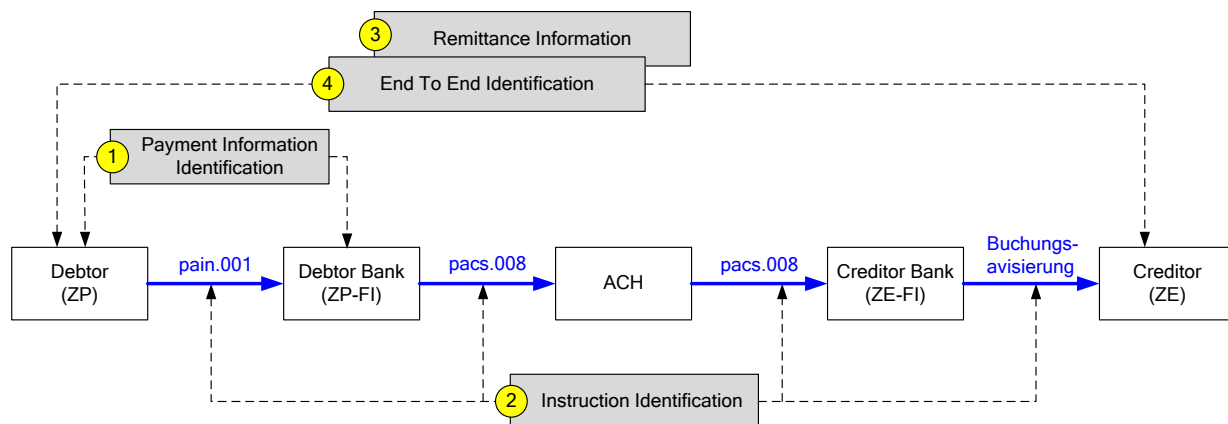 3
Remittance Information
4
End To End Identification
1
Payment Information
Identification
Debtor
(ZP)
pain.001
Debtor Bank
(ZP-FI)
pacs.008
ACH
pacs.008
Creditor Bank
(ZE-FI)
Buchungs-
avisierung
Creditor
(ZE)
2
Instruction Identification